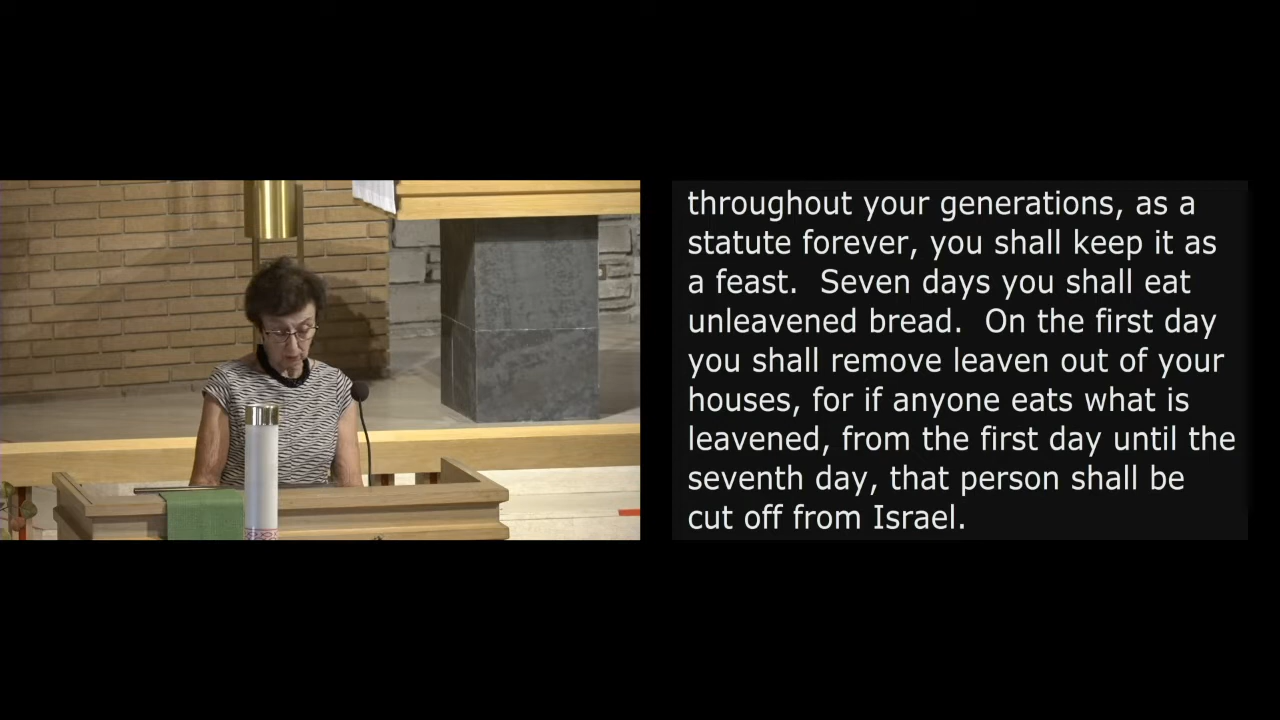 throughout your generations, as a
statute forever, you shall keep it as
a feast.  Seven days you shall eat
unleavened bread.  On the first day
you shall remove leaven out of your
houses, for if anyone eats what is
leavened, from the first day until the
seventh day, that person shall be
cut off from Israel.